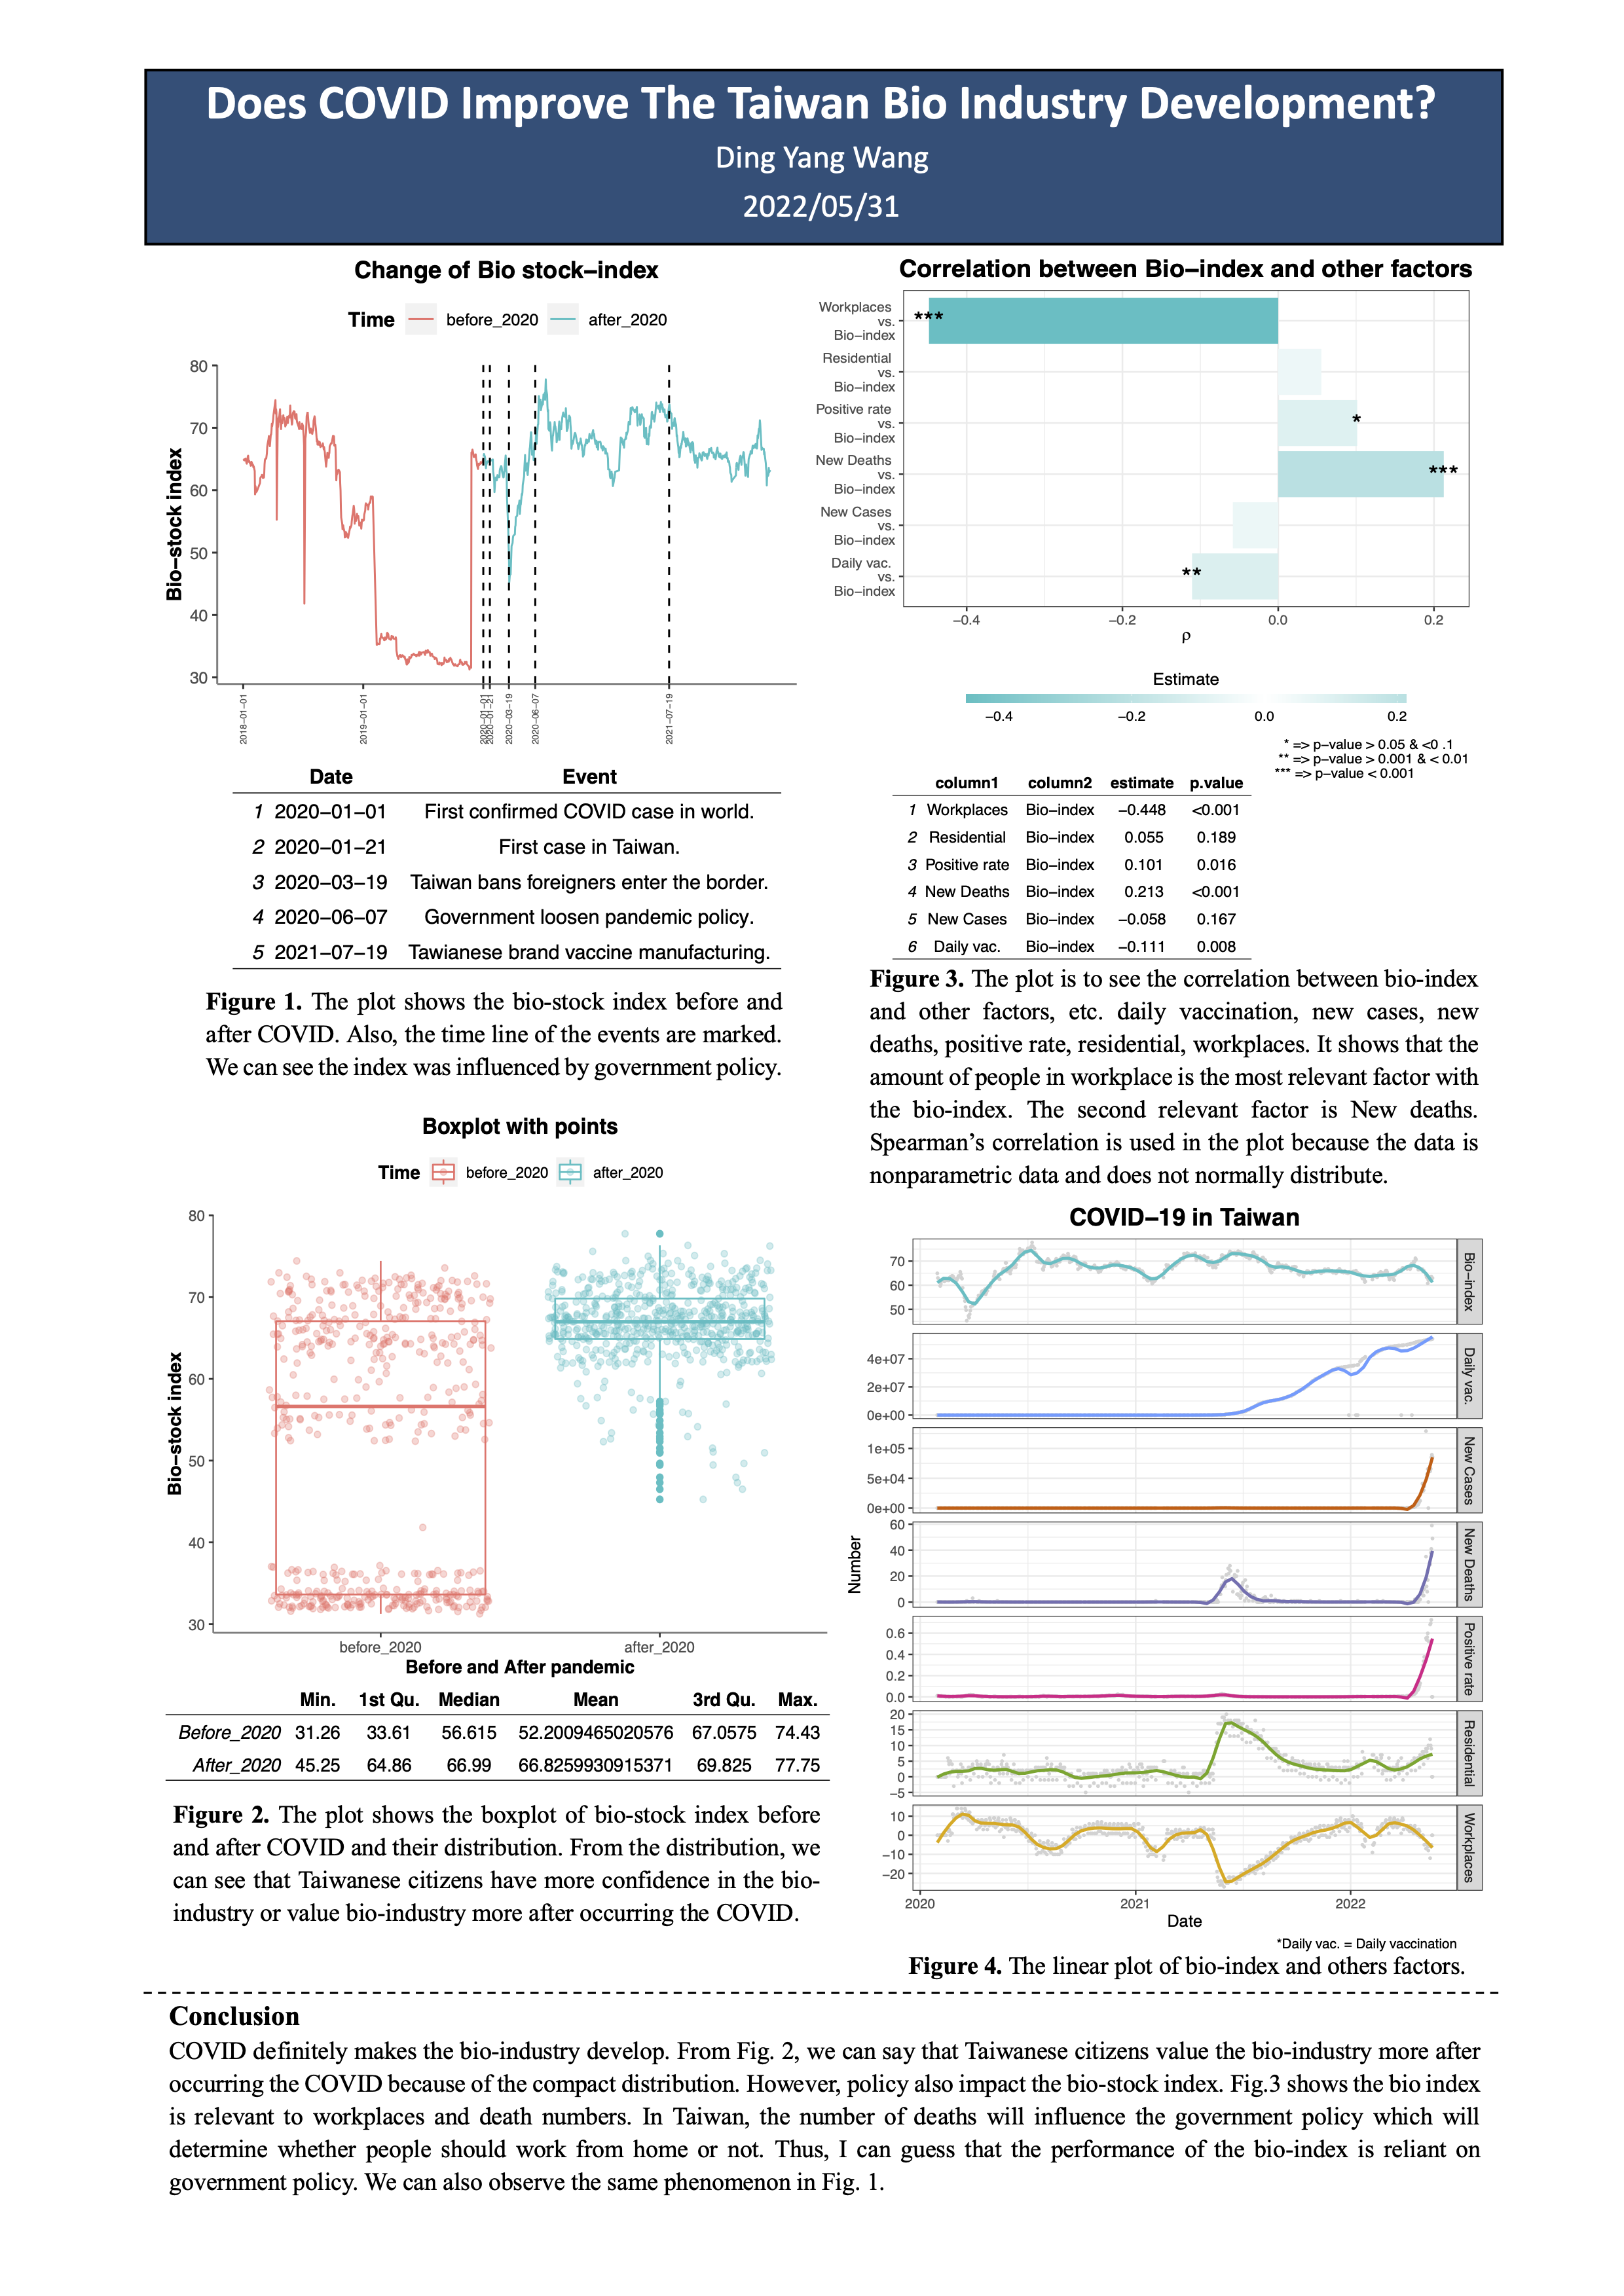 Does COVID Improve The Taiwan Bio Industry Development?
Ding Yang Wang
2022/05/31
Change of Bio stock–index
Time before_2020 after_2020
Bio–stock index
80
70
60
50
40
30
2018–01–01
2019–01–01
2020–01–01
2020–01–21
2020–03–19
2020–06–07
2021–07–19
Date Event
1 2020–01–01 First confirmed COVID case in world.
2 2020–01–21 First case in Taiwan.
3 2020–03–19 Taiwan bans foreigners enter the border.
4 2020–06–07 Government loosen pandemic policy.
5 2021–07–19 Tawianese brand vaccine manufacturing.
Figure 1. The plot shows the bio-stock index before and
after COVID. Also, the time line of the events are marked.
We can see the index was influenced by government policy.
Boxplot with points
Time before_2020 after_2020
Bio–stock index
80
70
60
50
40
30
before_2020 after_2020
Before and After pandemic
Min. 1st Qu. Median Mean 3rd Qu. Max.
Before_2020 31.26 33.61 56.615 52.2009465020576 67.0575 74.43
After_2020 45.25 64.86 66.99 66.8259930915371 69.825 77.75
Figure 2. The plot shows the boxplot of bio-stock index before
and after COVID and their distribution. From the distribution, we
can see that Taiwanese citizens have more confidence in the bio-
industry or value bio-industry more after occurring the COVID.
Correlation between Bio–index and other factors
Workplaces
vs.
Bio–index
***
Residential
vs.
Bio–index
Positive rate
vs.
Bio–index
*
New Deaths
vs.
Bio–index
***
New Cases
vs.
Bio–index
Daily vac.
vs.
Bio–index
**
–0.4 –0.2 0.0 0.2
ρ
Estimate
–0.4 –0.2 0.0 0.2
* => p–value > 0.05 & <0 .1
** => p–value > 0.001 & < 0.01
*** => p–value < 0.001
column1 column2 estimate p.value
1 Workplaces Bio–index –0.448 <0.001
2 Residential Bio–index 0.055 0.189
3 Positive rate Bio–index 0.101 0.016
4 New Deaths Bio–index 0.213 <0.001
5 New Cases Bio–index –0.058 0.167
6 Daily vac. Bio–index –0.111 0.008
Figure 3. The plot is to see the correlation between bio-index
and other factors, etc. daily vaccination, new cases, new
deaths, positive rate, residential, workplaces. It shows that the
amount of people in workplace is the most relevant factor with
the bio-index. The second relevant factor is New deaths.
Spearman’s correlation is used in the plot because the data is
nonparametric data and does not normally distribute.
COVID–19 in Taiwan
Number
70
60
50
Bio–index
4e+07
2e+07
0e+00
Daily vac.
1e+05
5e+04
0e+00
New Cases
60
40
20
0
New Deaths
0.6
0.4
0.2
0.0
Positive rate
20
15
10
5
0
–5
Residential
10
0
–10
–20
Workplaces
2020 2021 2022
Date
*Daily vac. = Daily vaccination
Figure 4. The linear plot of bio-index and others factors.
Conclusion
COVID definitely makes the bio-industry develop. From Fig. 2, we can say that Taiwanese citizens value the bio-industry more after
occurring the COVID because of the compact distribution. However, policy also impact the bio-stock index. Fig.3 shows the bio index
is relevant to workplaces and death numbers. In Taiwan, the number of deaths will influence the government policy which will
determine whether people should work from home or not. Thus, I can guess that the performance of the bio-index is reliant on
government policy. We can also observe the same phenomenon in Fig. 1.